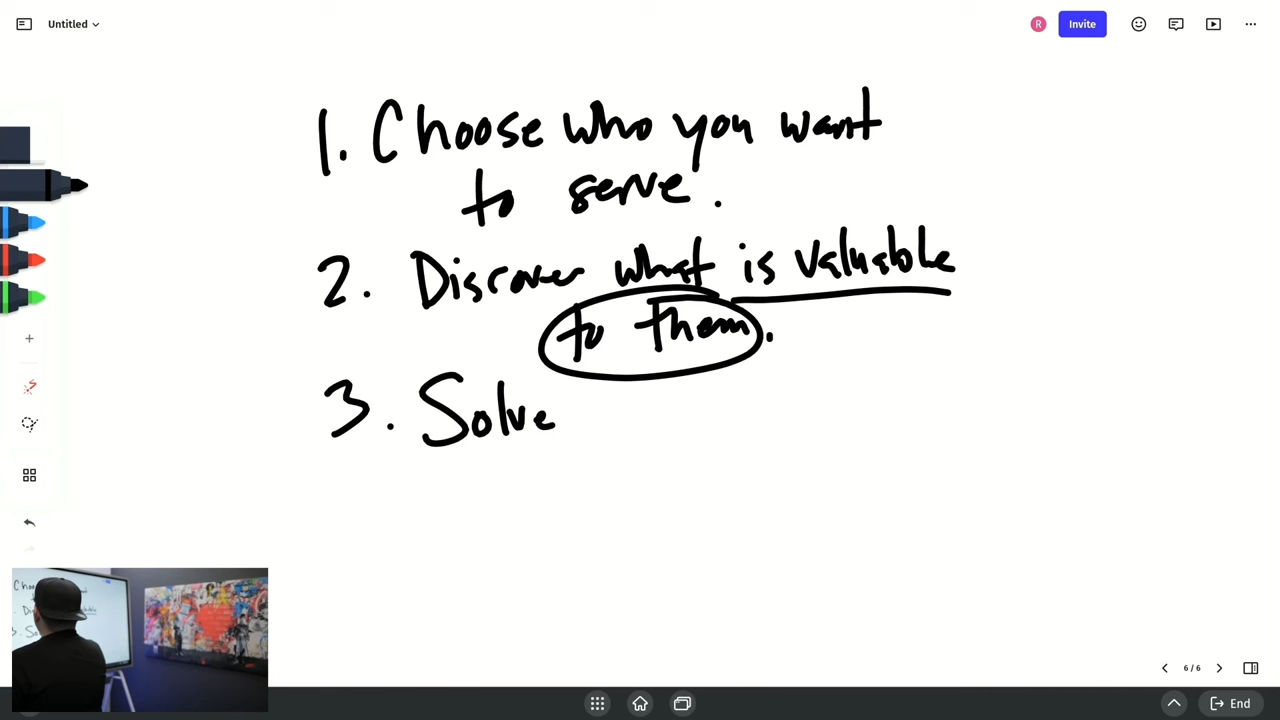 Untitled
R
Invite
1. Choose who you want
to serve.
2. Discover what is valuable
to them.
3. Solve
6 / 6
End